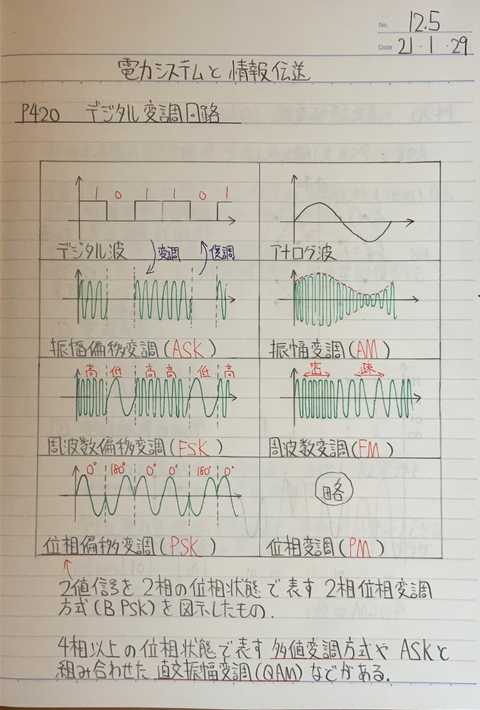 No. 12.5
Date 21・1・29
電力システムと情報伝送
P420 デジタル変調回路
1 0 1 1 0 1
デジタル波 変調 復調 アナログ波
振幅偏移変調(ASK) 振幅変調(AM)
高 低 高 高 低 高 密 疎
周波数偏移変調(FSK) 周波数変調(FM)
0° 180° 0° 0° 180° 0° 略
位相偏移変調(PSK) 位相変調(PM)
2値信号を2相の位相状態で表す2相位相変調
方式(BPSK)を図示したもの.
4相以上の位相状態で表す多値変調方式や ASKと
組み合わせた直交振幅変調(QAM)などがある.